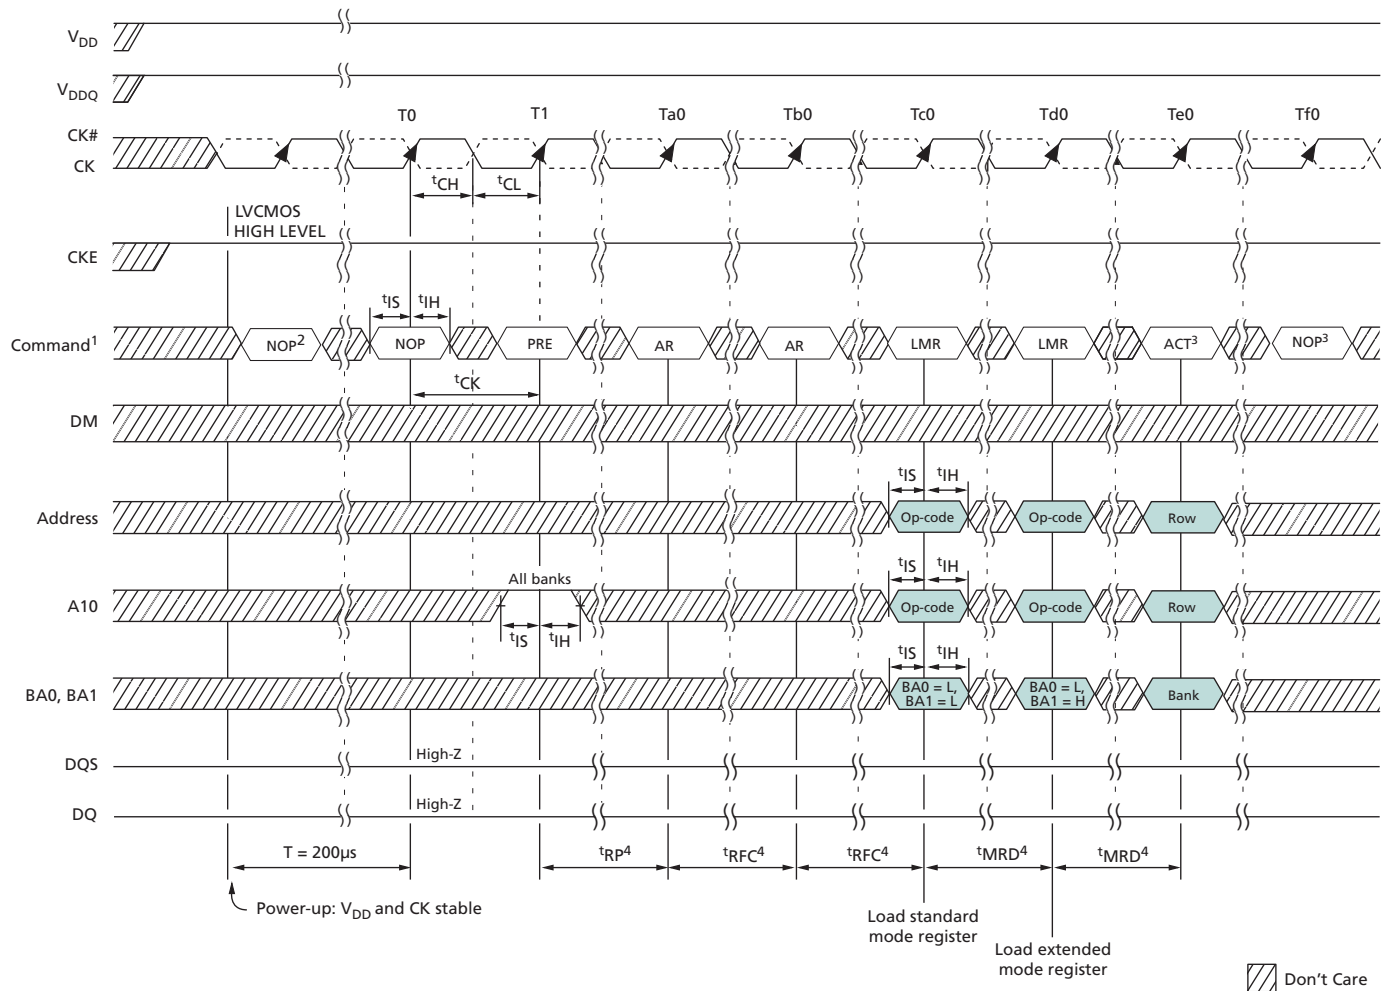 VDD
VDDQ
T0 T1 Ta0 Tb0 Tc0 Td0 Te0 Tf0
CK#
CK
tCH tCL
LVCMOS
HIGH LEVEL
CKE
tIS tIH
Command1 NOP2 NOP PRE AR AR LMR LMR ACT3 NOP3
tCK
DM
tIS tIH
Address Op-code Op-code Row
All banks tIS tIH
A10 Op-code Op-code Row
tIS tIH
tIS tIH
BA0, BA1 BA0 = L, BA1 = L BA0 = L, BA1 = H Bank
High-Z
DQS
High-Z
DQ
T = 200µs tRP4 tRFC4 tRFC4 tMRD4 tMRD4
Power-up: VDD and CK stable
Load standard
mode register
Load extended
mode register
Don't Care